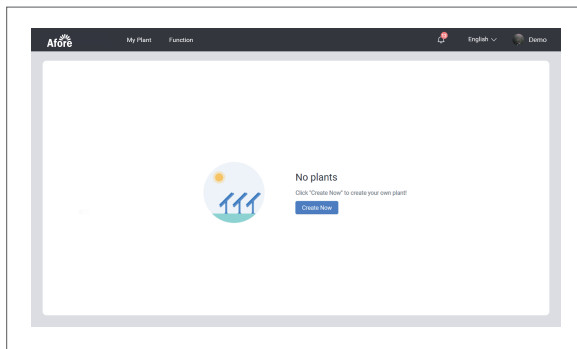 Afore
My Plant Function English Demo
No plants
Click "Create Now" to create your own plant!
Create Now